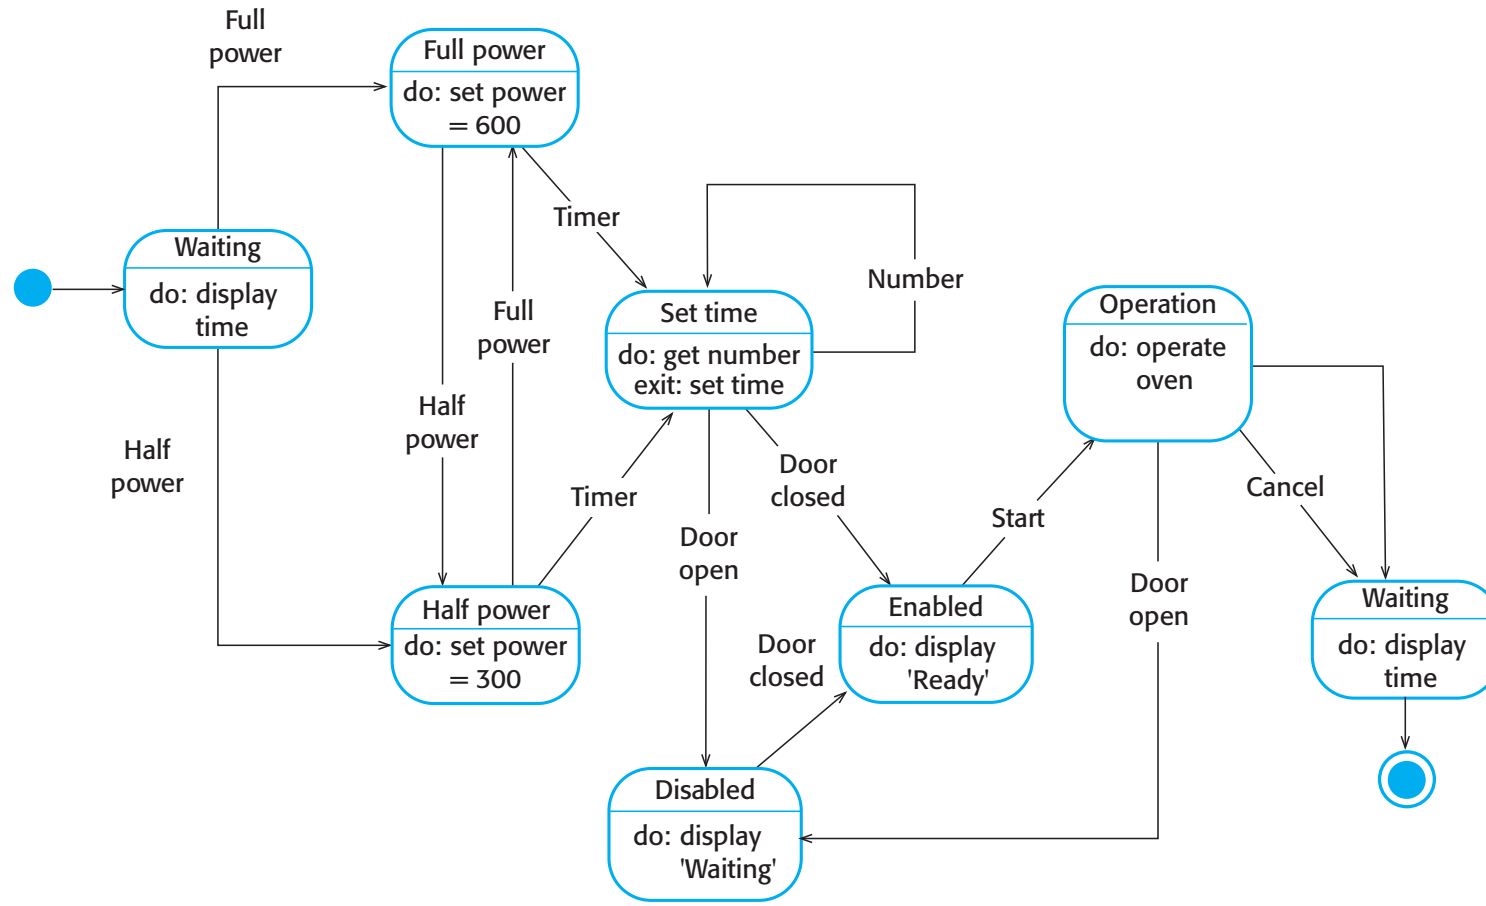 Full
power
Full power
do: set power
= 600
Timer
Waiting
do: display
time
Number
Set time
do: get number
exit: set time
Operation
do: operate
oven
Full
power
Half
power
Half
power
Door
closed
Timer
Cancel
Start
Door
open
Door
open
Half power
do: set power
= 300
Enabled
do: display
'Ready'
Door
closed
Waiting
do: display
time
Disabled
do: display
'Waiting'